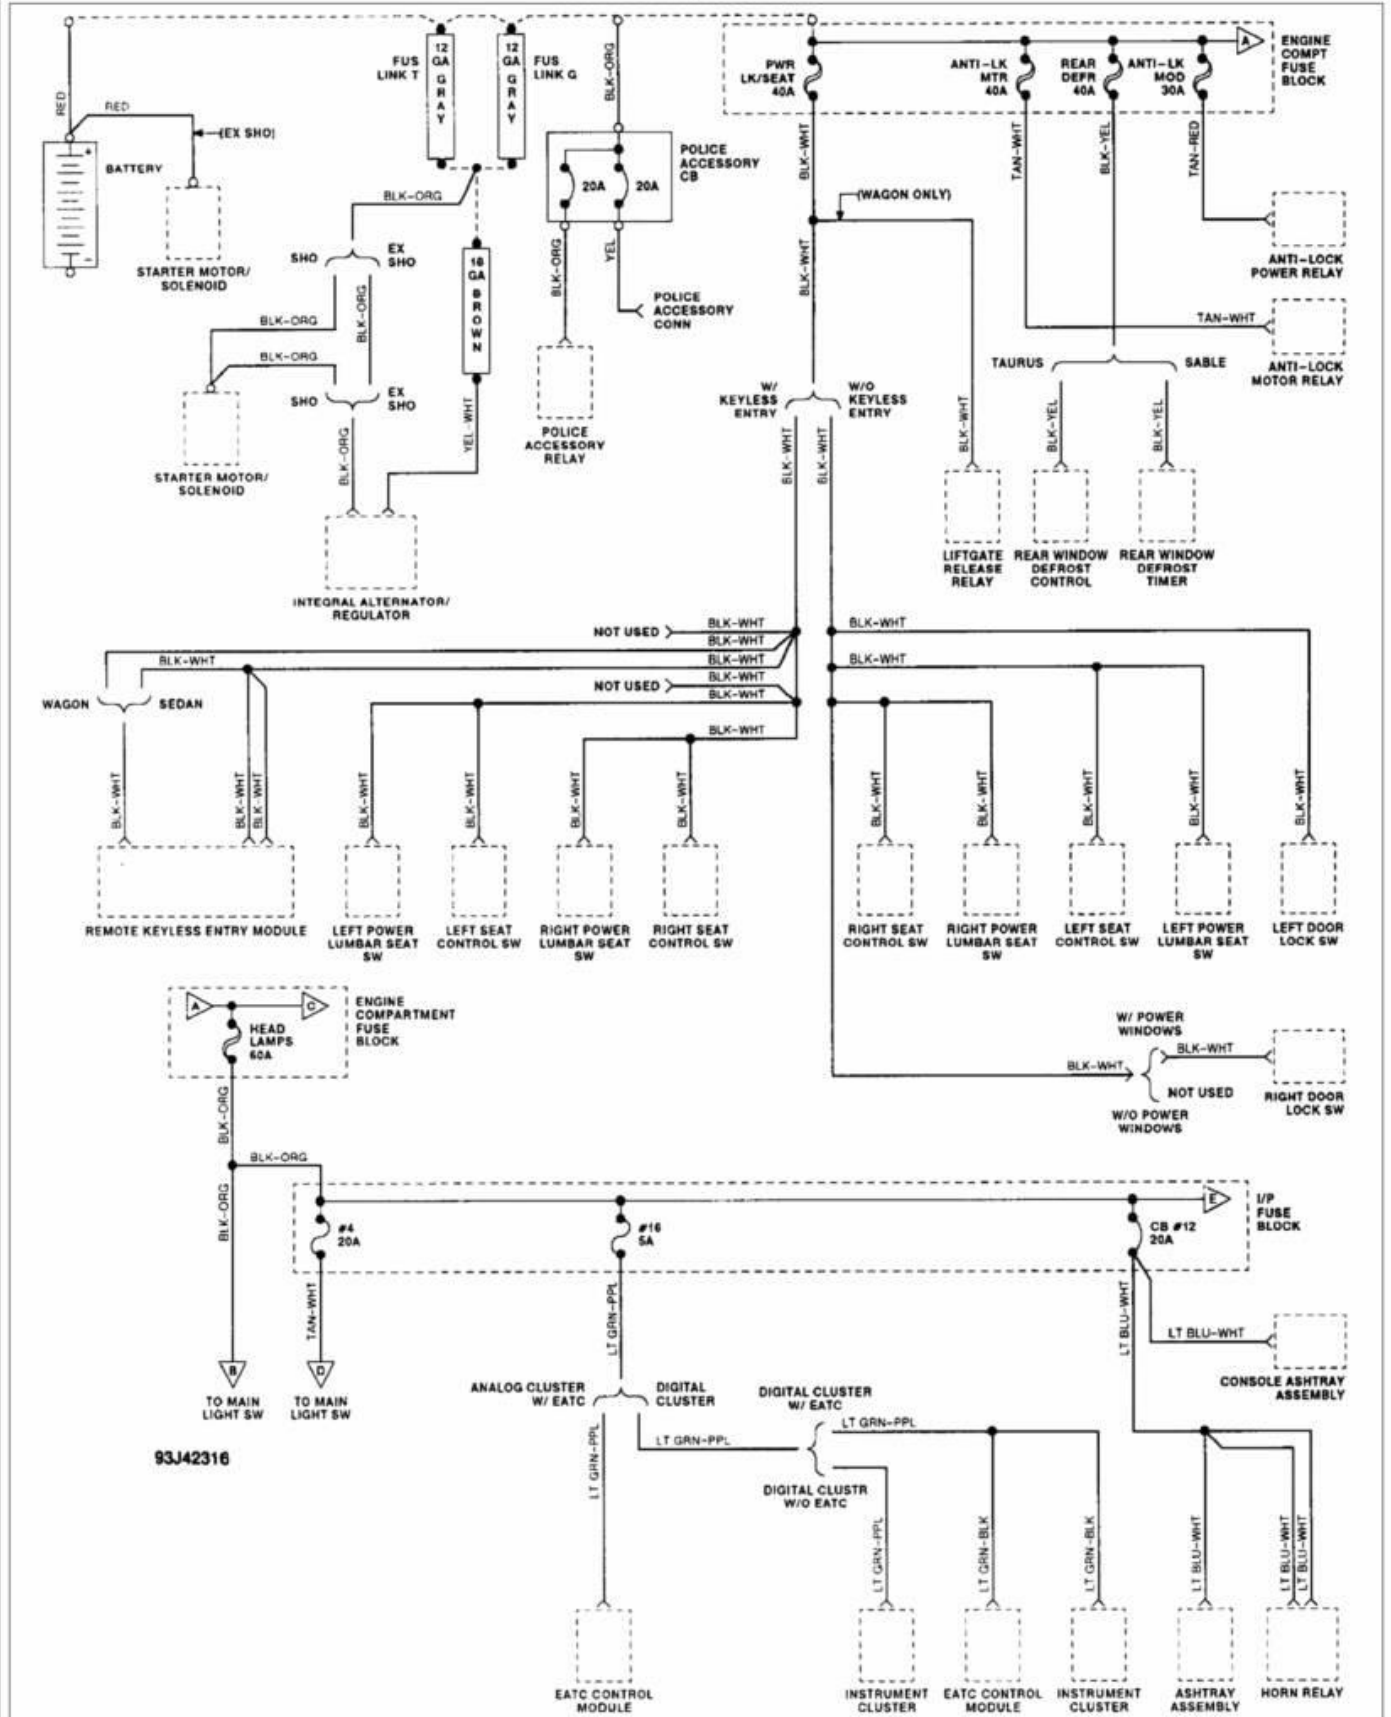 12
GA
GRAY
12
GA
GRAY
FUS
LINK T
FUS
LINK G
BLK-ORG
PWR
LK/SEAT
40A
ANTI-LK
MTR
40A
REAR
DEFR
40A
ANTI-LK
MOD
30A
A
ENGINE
COMPT
FUSE
BLOCK
RED
RED
(EX SHO)
BATTERY
+
-
STARTER MOTOR/
SOLENOID
BLK-ORG
POLICE
ACCESSORY
CB
20A
20A
BLK-WHT
TAN-WHT
BLK-YEL
TAN-RED
(WAGON ONLY)
ANTI-LOCK
POWER RELAY
SHO
EX
SHO
18
GA
BROWN
BLK-ORG
YEL
POLICE
ACCESSORY
CONN
BLK-WHT
BLK-ORG
BLK-ORG
BLK-ORG
TAN-WHT
ANTI-LOCK
MOTOR RELAY
TAURUS
SABLE
SHO
EX
SHO
W/
KEYLESS
ENTRY
W/O
KEYLESS
ENTRY
POLICE
ACCESSORY
RELAY
STARTER MOTOR/
SOLENOID
BLK-ORG
YEL-WHT
BLK-WHT
BLK-WHT
BLK-WHT
BLK-YEL
BLK-YEL
LIFTGATE
RELEASE
RELAY
REAR WINDOW
DEFROST
CONTROL
REAR WINDOW
DEFROST
TIMER
INTEGRAL ALTERNATOR/
REGULATOR
NOT USED
BLK-WHT
BLK-WHT
BLK-WHT
BLK-WHT
BLK-WHT
NOT USED
BLK-WHT
BLK-WHT
BLK-WHT
BLK-WHT
WAGON
SEDAN
BLK-WHT
BLK-WHT
BLK-WHT
BLK-WHT
BLK-WHT
BLK-WHT
BLK-WHT
BLK-WHT
BLK-WHT
BLK-WHT
BLK-WHT
BLK-WHT
REMOTE KEYLESS ENTRY MODULE
LEFT POWER
LUMBAR SEAT
SW
LEFT SEAT
CONTROL SW
RIGHT POWER
LUMBAR SEAT
SW
RIGHT SEAT
CONTROL SW
RIGHT SEAT
CONTROL SW
RIGHT POWER
LUMBAR SEAT
SW
LEFT SEAT
CONTROL SW
LEFT POWER
LUMBAR SEAT
SW
LEFT DOOR
LOCK SW
A
C
HEAD
LAMPS
60A
ENGINE
COMPARTMENT
FUSE
BLOCK
W/ POWER
WINDOWS
BLK-WHT
BLK-WHT
NOT USED
W/O POWER
WINDOWS
RIGHT DOOR
LOCK SW
BLK-ORG
BLK-ORG
BLK-ORG
#4
20A
#16
5A
CB #12
20A
E
I/P
FUSE
BLOCK
TAN-WHT
LT GRN-PPL
LT BLU-WHT
LT BLU-WHT
CONSOLE ASHTRAY
ASSEMBLY
B
D
TO MAIN
LIGHT SW
TO MAIN
LIGHT SW
ANALOG CLUSTER
W/ EATC
DIGITAL
CLUSTER
DIGITAL CLUSTER
W/ EATC
LT GRN-PPL
LT GRN-PPL
LT GRN-PPL
DIGITAL CLUSTR
W/O EATC
93J42316
LT GRN-PPL
LT GRN-BLK
LT GRN-BLK
LT BLU-WHT
LT BLU-WHT
LT BLU-WHT
EATC CONTROL
MODULE
INSTRUMENT
CLUSTER
EATC CONTROL
MODULE
INSTRUMENT
CLUSTER
ASHTRAY
ASSEMBLY
HORN RELAY